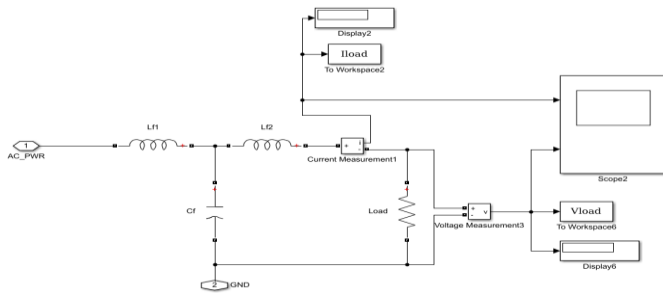 Display2
Iload
To Workspace2
Lf1
Lf2
1
AC_PWR
+
i
-
Current Measurement1
Scope2
Cf
Load
+
-
v
Voltage Measurement3
Vload
To Workspace6
2
GND
Display6